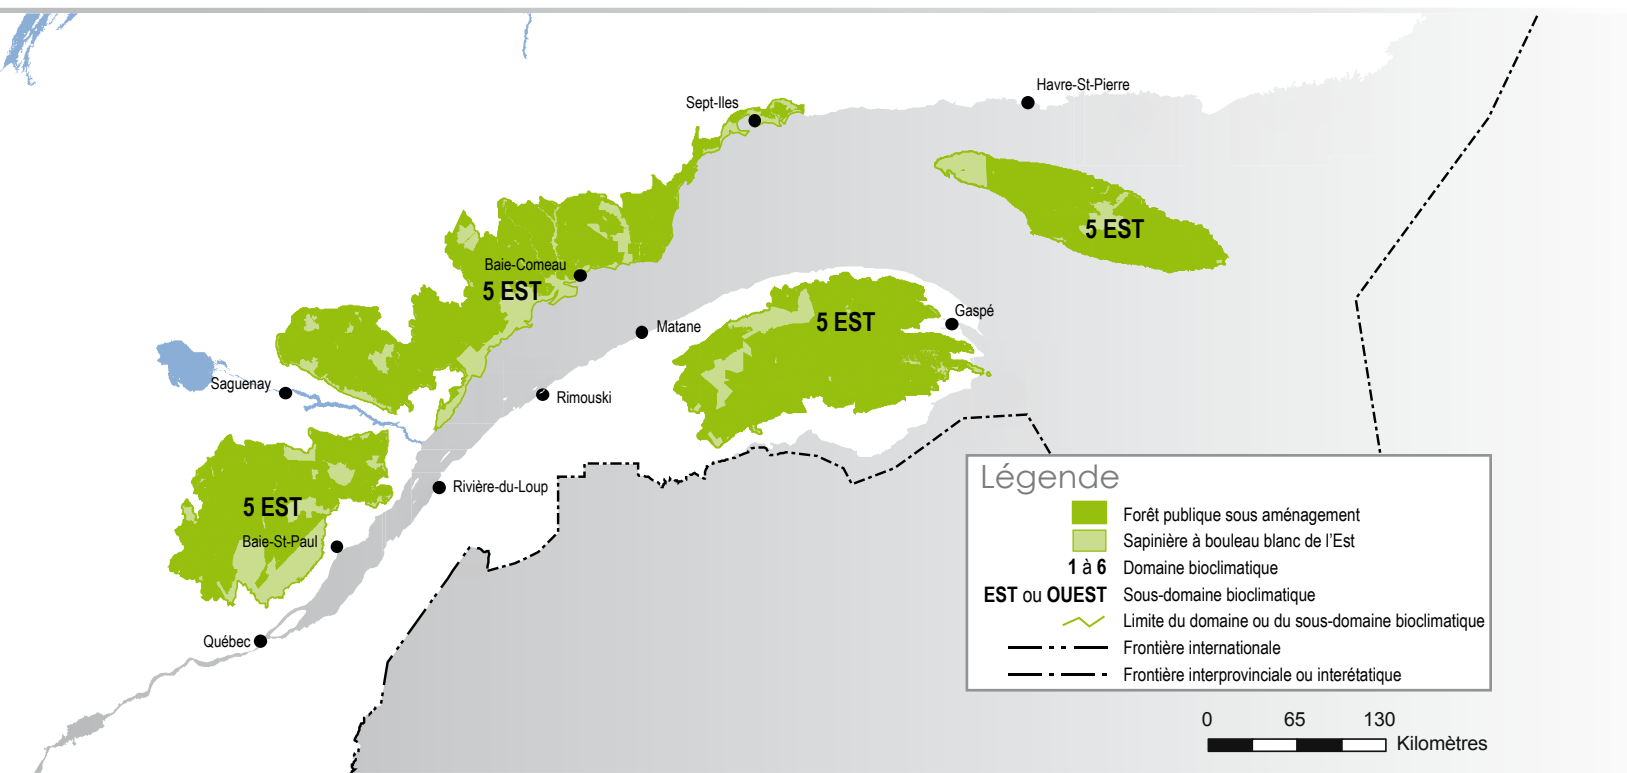 Havre-St-Pierre
Sept-Iles
5 EST
Baie-Comeau
5 EST
Gaspé
5 EST
Matane
Saguenay
Rimouski
Rivière-du-Loup
5 EST
Baie-St-Paul
Québec
Légende
Forêt publique sous aménagement
Sapinière à bouleau blanc de l'Est
1 à 6 Domaine bioclimatique
EST ou OUEST Sous-domaine bioclimatique
Limite du domaine ou du sous-domaine bioclimatique
Frontière internationale
Frontière interprovinciale ou interétatique
0 65 130
Kilomètres